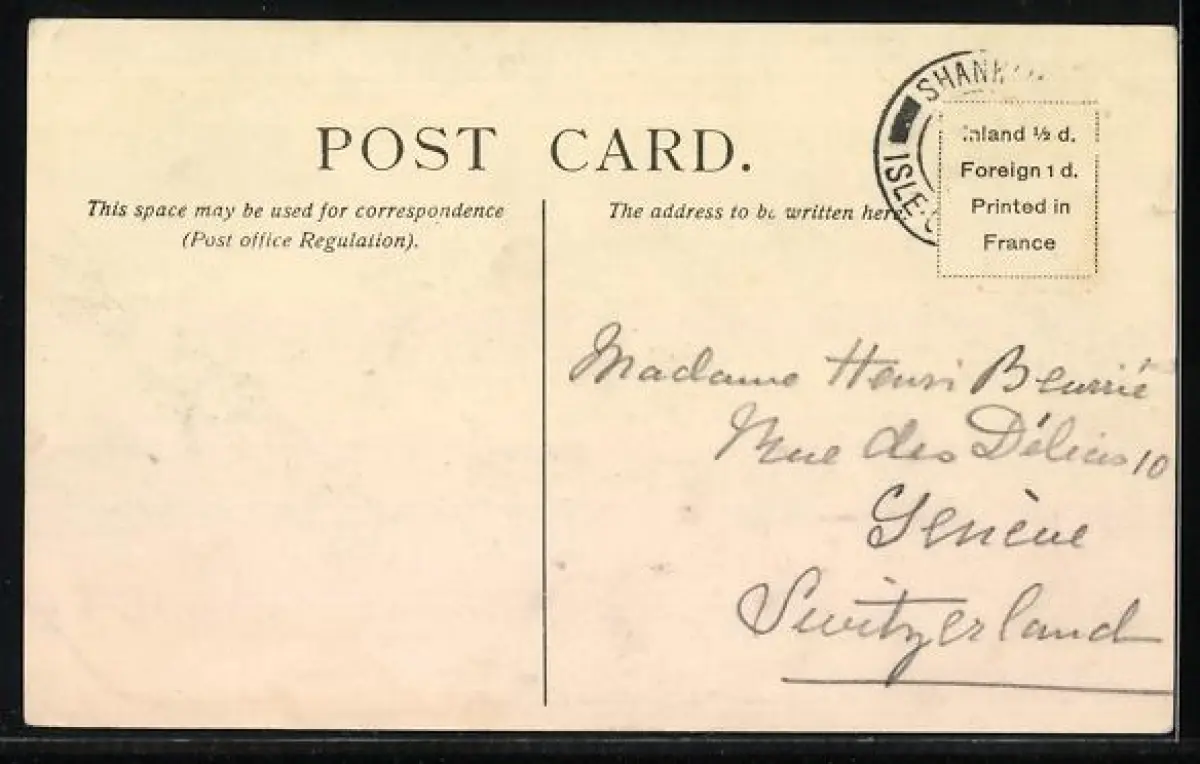 POST CARD.
This space may be used for correspondence
(Post office Regulation).
The address to be written here
SHANK
ISLE.
Inland ½ d.
Foreign 1 d.
Printed in
France
Madame Henri
Rue des Délices 10
Genève
Switzerland